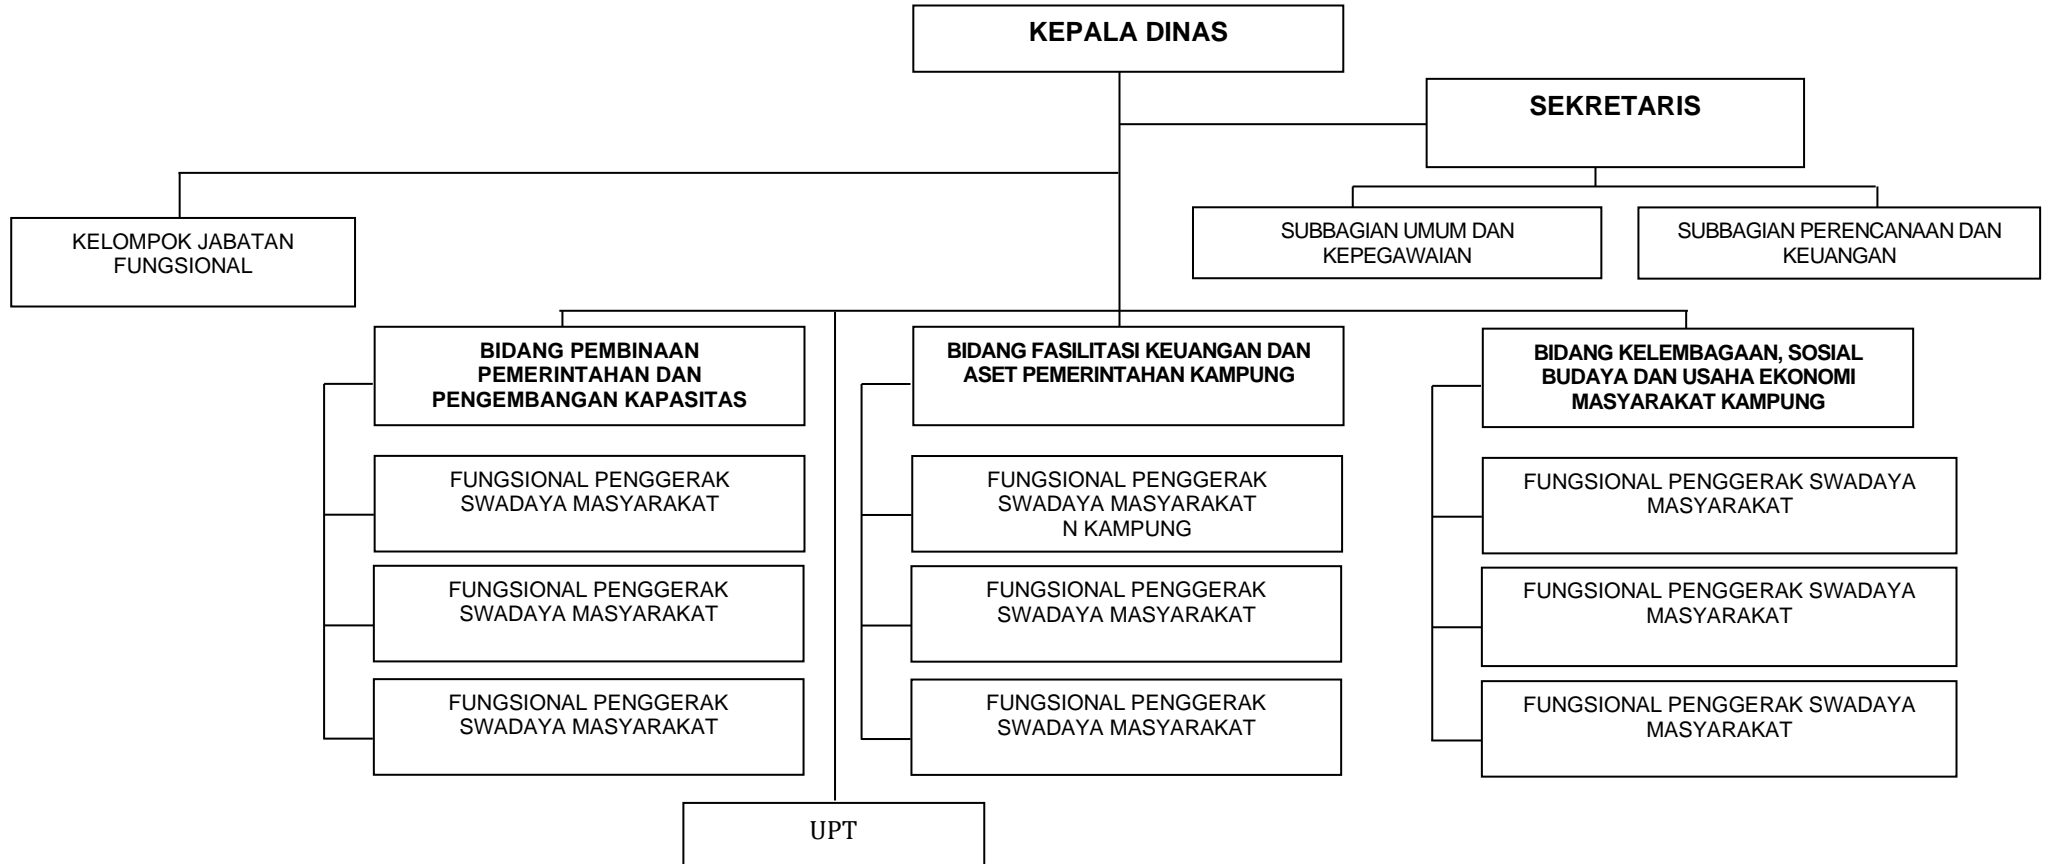 KEPALA DINAS
SEKRETARIS
KELOMPOK JABATAN
FUNGSIONAL
SUBBAGIAN UMUM DAN
KEPEGAWAIAN
SUBBAGIAN PERENCANAAN DAN
KEUANGAN
BIDANG PEMBINAAN
PEMERINTAHAN DAN
PENGEMBANGAN KAPASITAS
FUNGSIONAL PENGGERAK
SWADAYA MASYARAKAT
FUNGSIONAL PENGGERAK
SWADAYA MASYARAKAT
FUNGSIONAL PENGGERAK
SWADAYA MASYARAKAT
BIDANG FASILITASI KEUANGAN DAN
ASET PEMERINTAHAN KAMPUNG
FUNGSIONAL PENGGERAK
SWADAYA MASYARAKAT
N KAMPUNG
FUNGSIONAL PENGGERAK
SWADAYA MASYARAKAT
FUNGSIONAL PENGGERAK
SWADAYA MASYARAKAT
BIDANG KELEMBAGAAN, SOSIAL
BUDAYA DAN USAHA EKONOMI
MASYARAKAT KAMPUNG
FUNGSIONAL PENGGERAK SWADAYA
MASYARAKAT
FUNGSIONAL PENGGERAK SWADAYA
MASYARAKAT
FUNGSIONAL PENGGERAK SWADAYA
MASYARAKAT
UPT